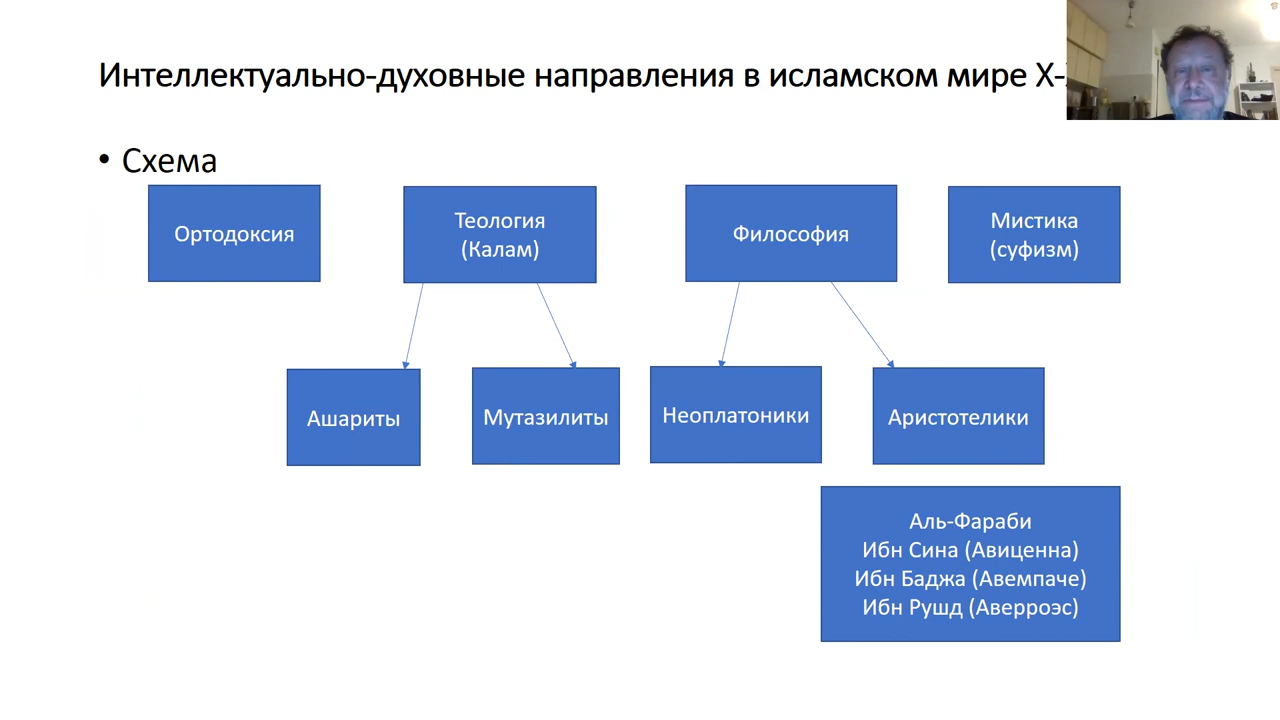 Интеллектуально-духовные направления в исламском мире X-
• Схема
Ортодоксия
Теология
(Калам)
Философия
Мистика
(суфизм)
Ашариты
Мутазилиты
Неоплатоники
Аристотелики
Аль-Фараби
Ибн Сина (Авиценна)
Ибн Баджа (Авемпаче)
Ибн Рушд (Аверроэс)